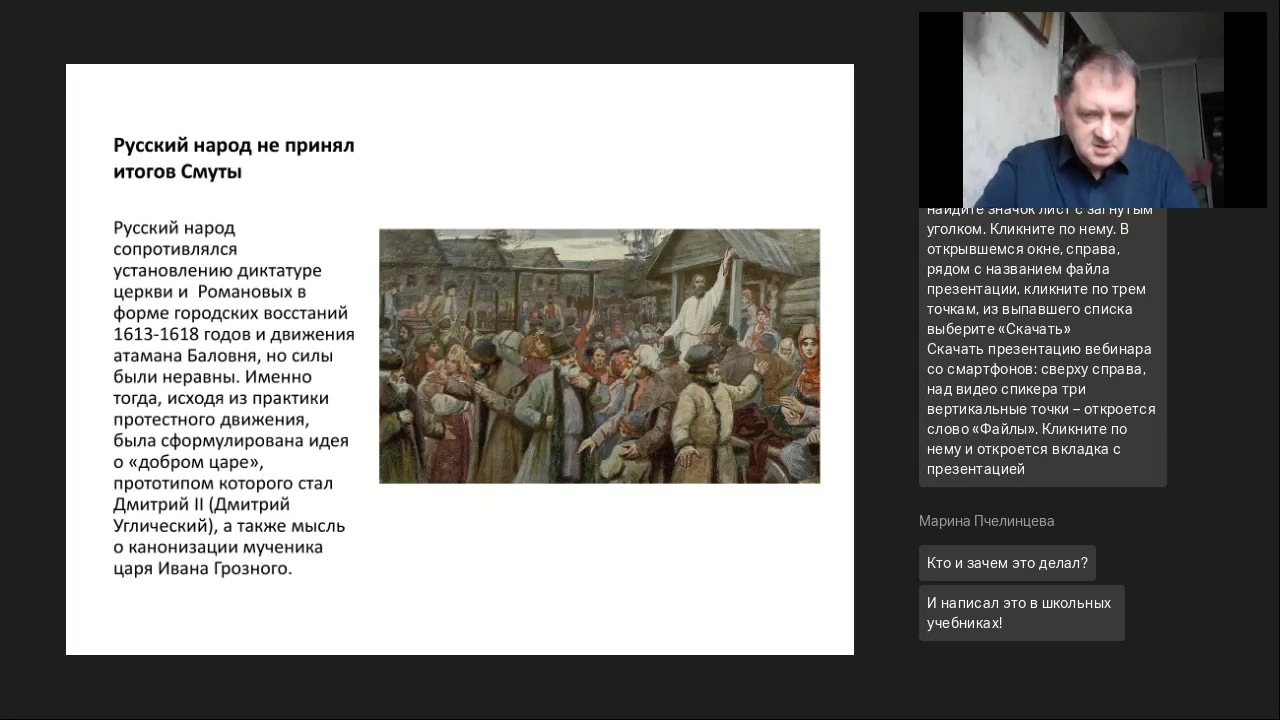 Русский народ не принял
итогов Смуты
Русский народ
сопротивлялся
установлению диктатуре
церкви и Романовых в
форме городских восстаний
1613-1618 годов и движения
атамана Баловня, но силы
были неравны. Именно
тогда, исходя из практики
протестного движения,
была сформулирована идея
о «добром царе»,
прототипом которого стал
Дмитрий II (Дмитрий
Углический), а также мысль
о канонизации мученика
царя Ивана Грозного.
найдите значок лист с загнутым
уголком. Кликните по нему. В
открывшемся окне, справа,
рядом с названием файла
презентации, кликните по трем
точкам, из выпавшего списка
выберите «Скачать»
Скачать презентацию вебинара
со смартфонов: сверху справа,
над видео спикера три
вертикальные точки – откроется
слово «Файлы». Кликните по
нему и откроется вкладка с
презентацией
Марина Пчелинцева
Кто и зачем это делал?
И написал это в школьных
учебниках!